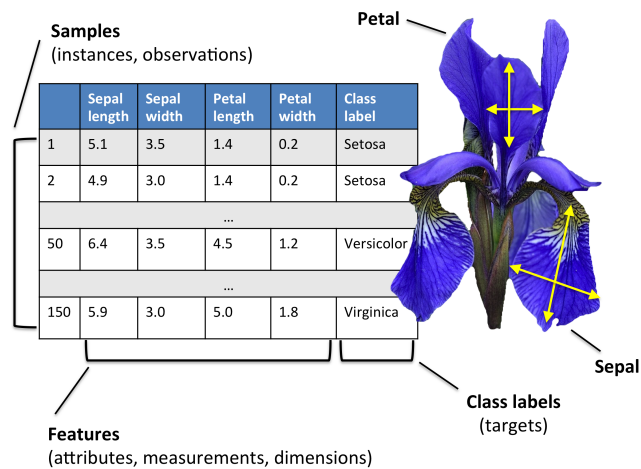 Samples
(instances, observations)
Petal
Sepal length Sepal width Petal length Petal width Class label
1 5.1 3.5 1.4 0.2 Setosa
2 4.9 3.0 1.4 0.2 Setosa
...
50 6.4 3.5 4.5 1.2 Versicolor
...
150 5.9 3.0 5.0 1.8 Virginica
Sepal
Class labels
(targets)
Features
(attributes, measurements, dimensions)